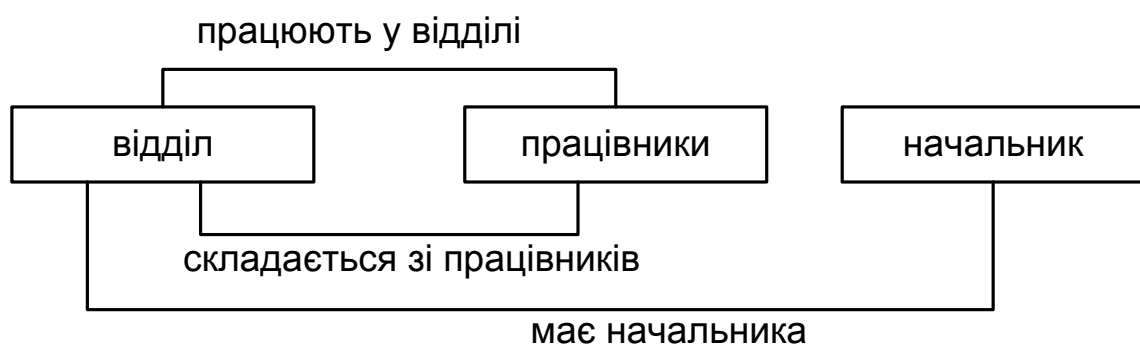 працюють у відділі
відділ
працівники
начальник
складається зі працівників
має начальника